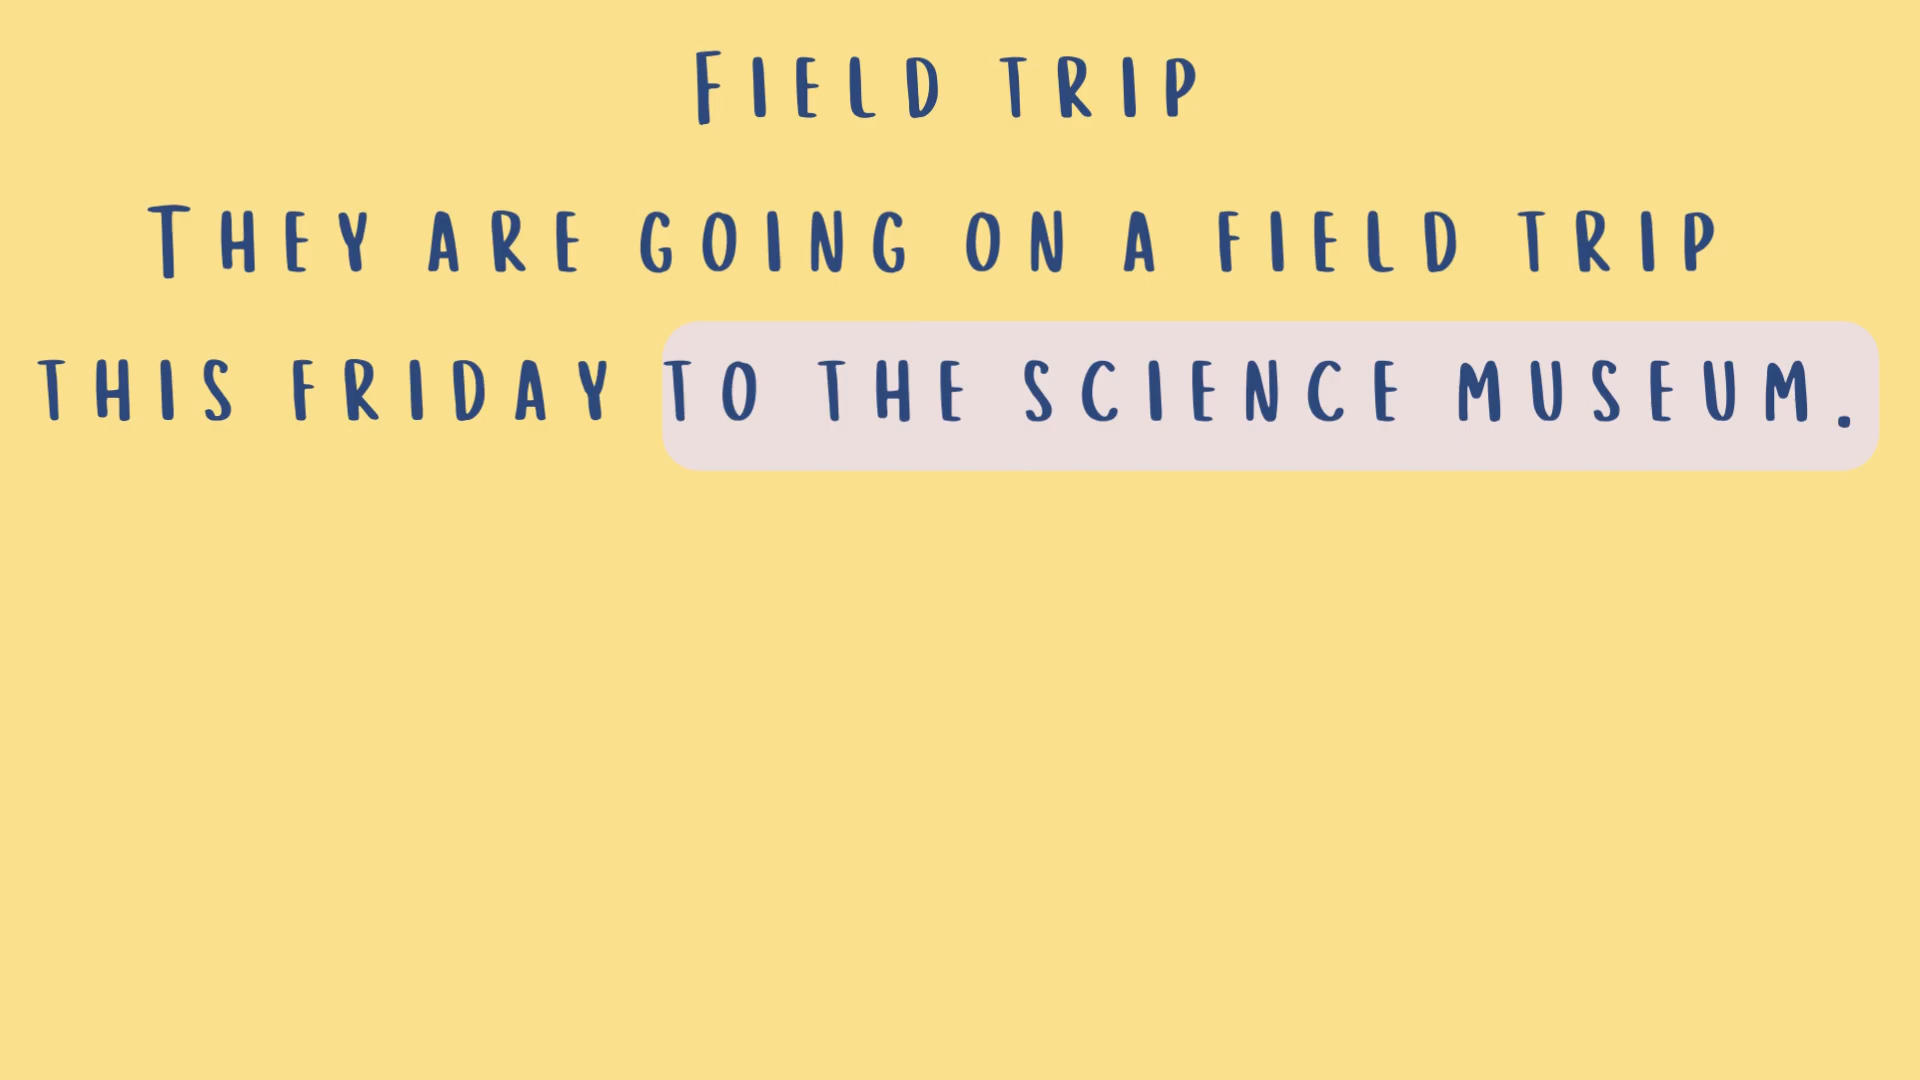 Field trip
They are going on a field trip
this Friday to the science museum.